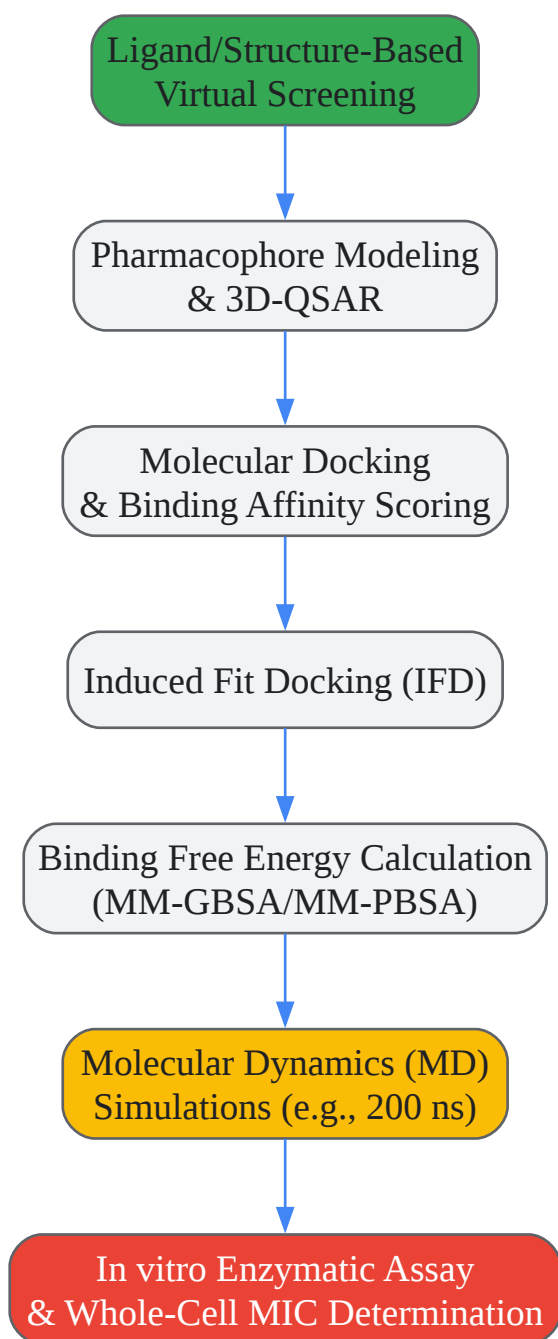 Ligand/Structure-Based
Virtual Screening
Pharmacophore Modeling
& 3D-QSAR
Molecular Docking
& Binding Affinity Scoring
Induced Fit Docking (IFD)
Binding Free Energy Calculation
(MM-GBSA/MM-PBSA)
Molecular Dynamics (MD)
Simulations (e.g., 200 ns)
In vitro Enzymatic Assay
& Whole-Cell MIC Determination